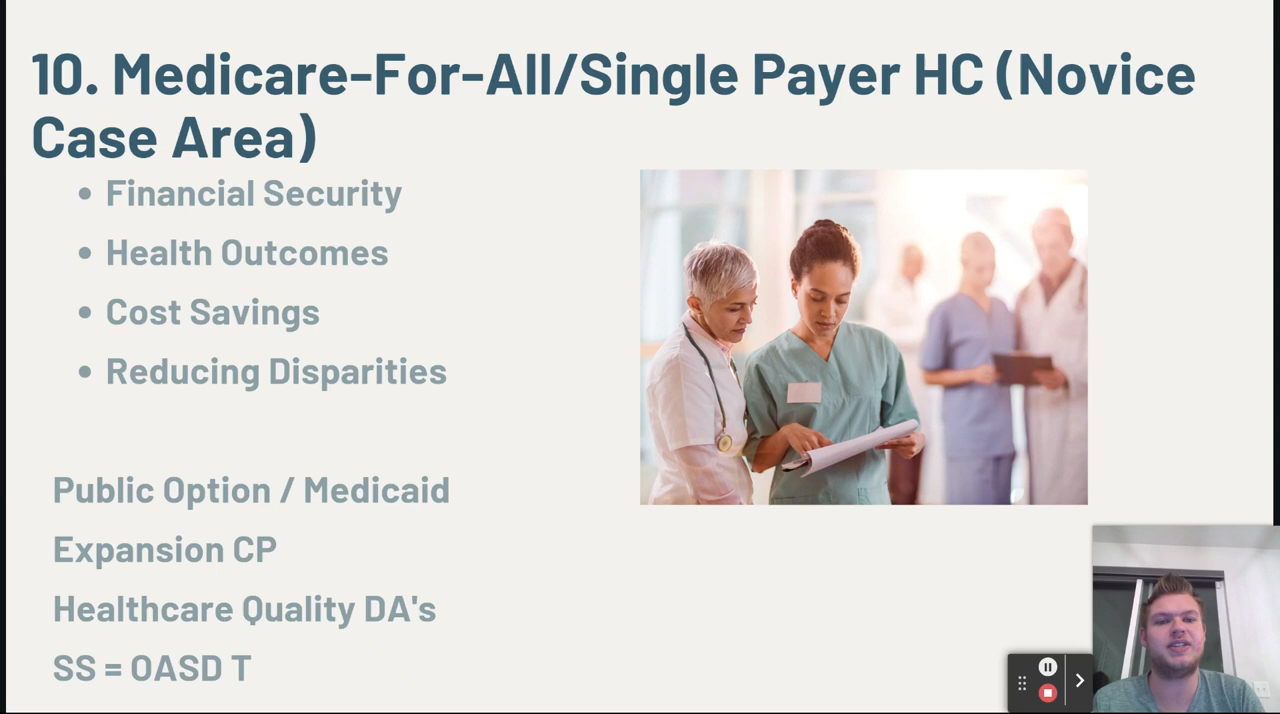 10. Medicare-For-All/Single Payer HC (Novice
Case Area)
• Financial Security
• Health Outcomes
• Cost Savings
• Reducing Disparities
Public Option / Medicaid
Expansion CP
Healthcare Quality DA's
SS = OASD T